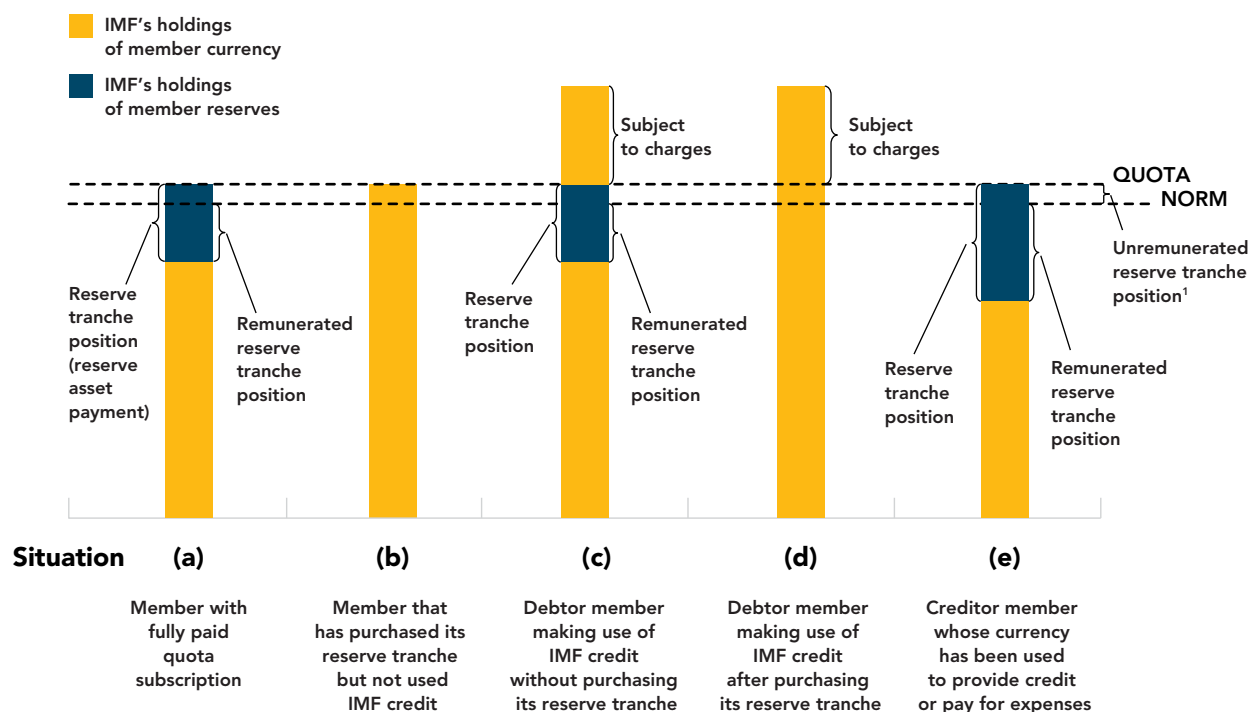 IMF's holdings
of member currency
IMF's holdings
of member reserves
Subject
to charges
Subject
to charges
QUOTA
NORM
Unremunerated
reserve tranche
position1
Reserve
tranche
position
(reserve
asset
payment)
Remunerated
reserve
tranche
position
Reserve
tranche
position
Remunerated
reserve
tranche
position
Reserve
tranche
position
Remunerated
reserve
tranche
position
Situation (a) (b) (c) (d) (e)
Member with
fully paid
quota
subscription
Member that
has purchased its
reserve tranche
but not used
IMF credit
Debtor member
making use of
IMF credit
without purchasing
its reserve tranche
Debtor member
making use of
IMF credit
after purchasing
its reserve tranche
Creditor member
whose currency
has been used
to provide credit
or pay for expenses